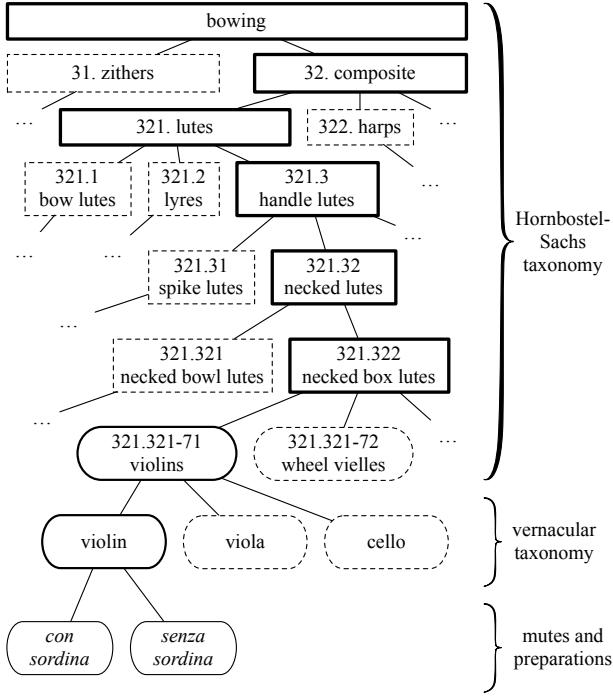 bowing
31. zithers
32. composite
…
321. lutes
322. harps
…
321.1
bow lutes
321.2
lyres
321.3
handle lutes
…
Hornbostel-
Sachs
taxonomy
…
…
321.31
spike lutes
321.32
necked lutes
…
…
321.321
necked bowl lutes
321.322
necked box lutes
…
321.321-71
violins
321.321-72
wheel vielles
…
violin
viola
cello
vernacular
taxonomy
con
sordina
senza
sordina
mutes and
preparations